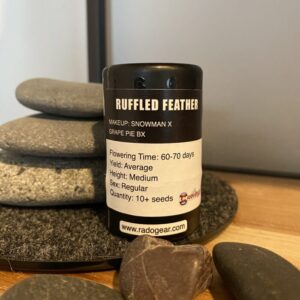 RUFFLED FEATHER
MAKEUP: SNOWMAN X
GRAPE PIE BX
Flowering Time: 60-70 days
Yield: Average
Height: Medium
Sex: Regular
Quantity: 10+ seeds
www.radogear.com